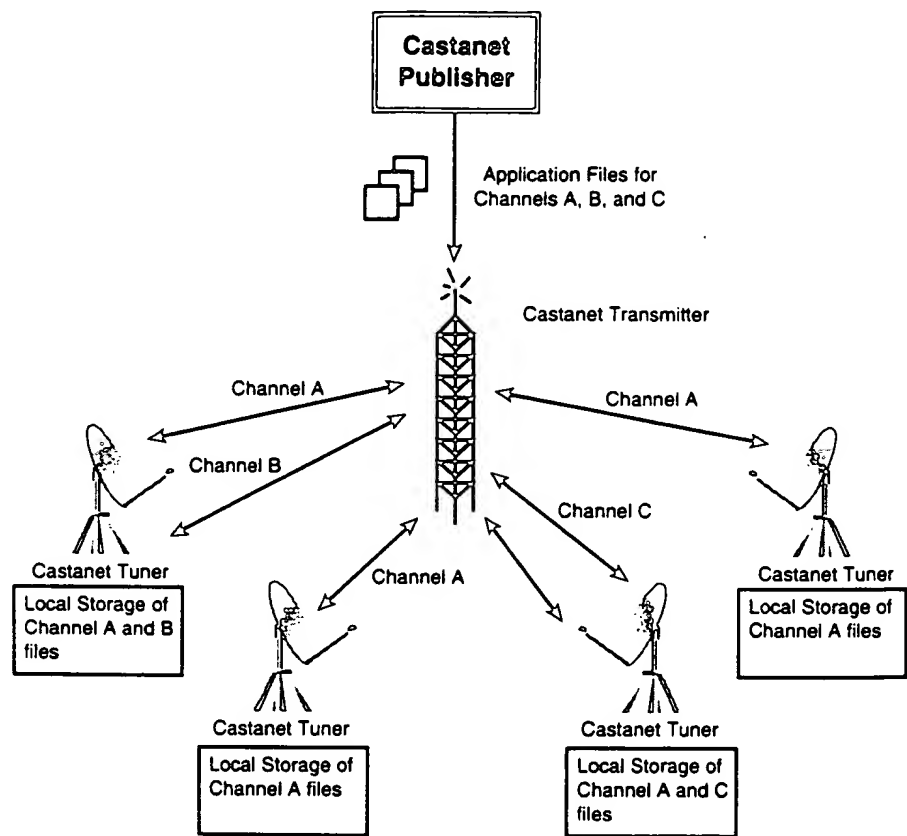 Castanet
Publisher
Application Files for
Channels A, B, and C
Castanet Transmitter
Channel A
Channel A
Channel B
Channel C
Channel A
Castanet Tuner
Local Storage of
Channel A and B
files
Castanet Tuner
Local Storage of
Channel A files
Castanet Tuner
Local Storage of
Channel A files
Castanet Tuner
Local Storage of
Channel A and C
files